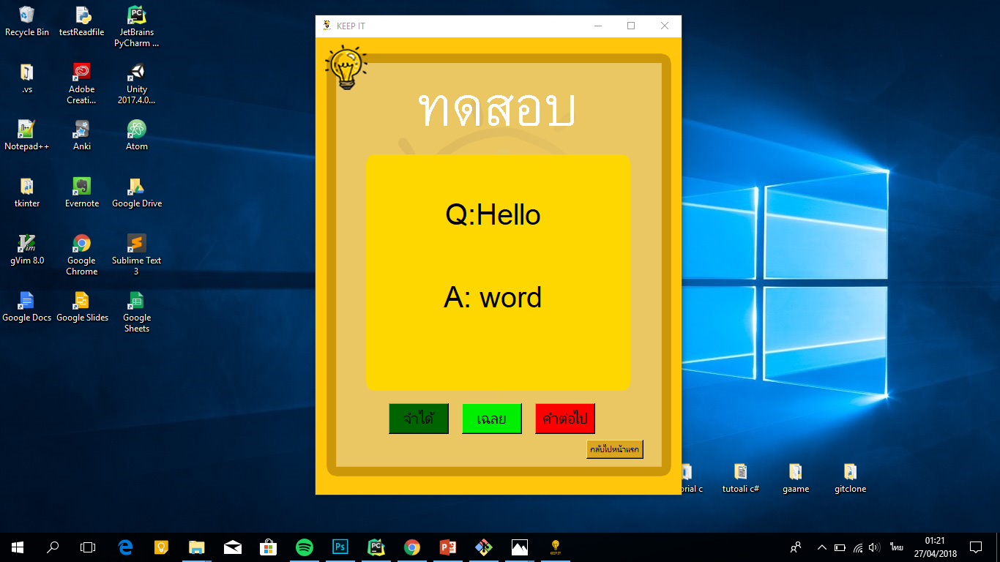 Recycle Bin
testReadfile
JetBrains
PyCharm ...
.vs
Adobe
Creati...
Unity
2017.4.0...
Notepad++
Anki
Atom
tkinter
Evernote
Google Drive
gVim 8.0
Google
Chrome
Sublime Text
3
Google Docs
Google Slides
Google
Sheets
KEEP IT
ทดสอบ
Q:Hello
A: word
จำได้
เฉลย
คำต่อไป
กลับไปหน้าแรก
orial c
tutoali c#
gaame
gitclone
Ps
PC
KEEP IT
ไทย
01:21
27/04/2018